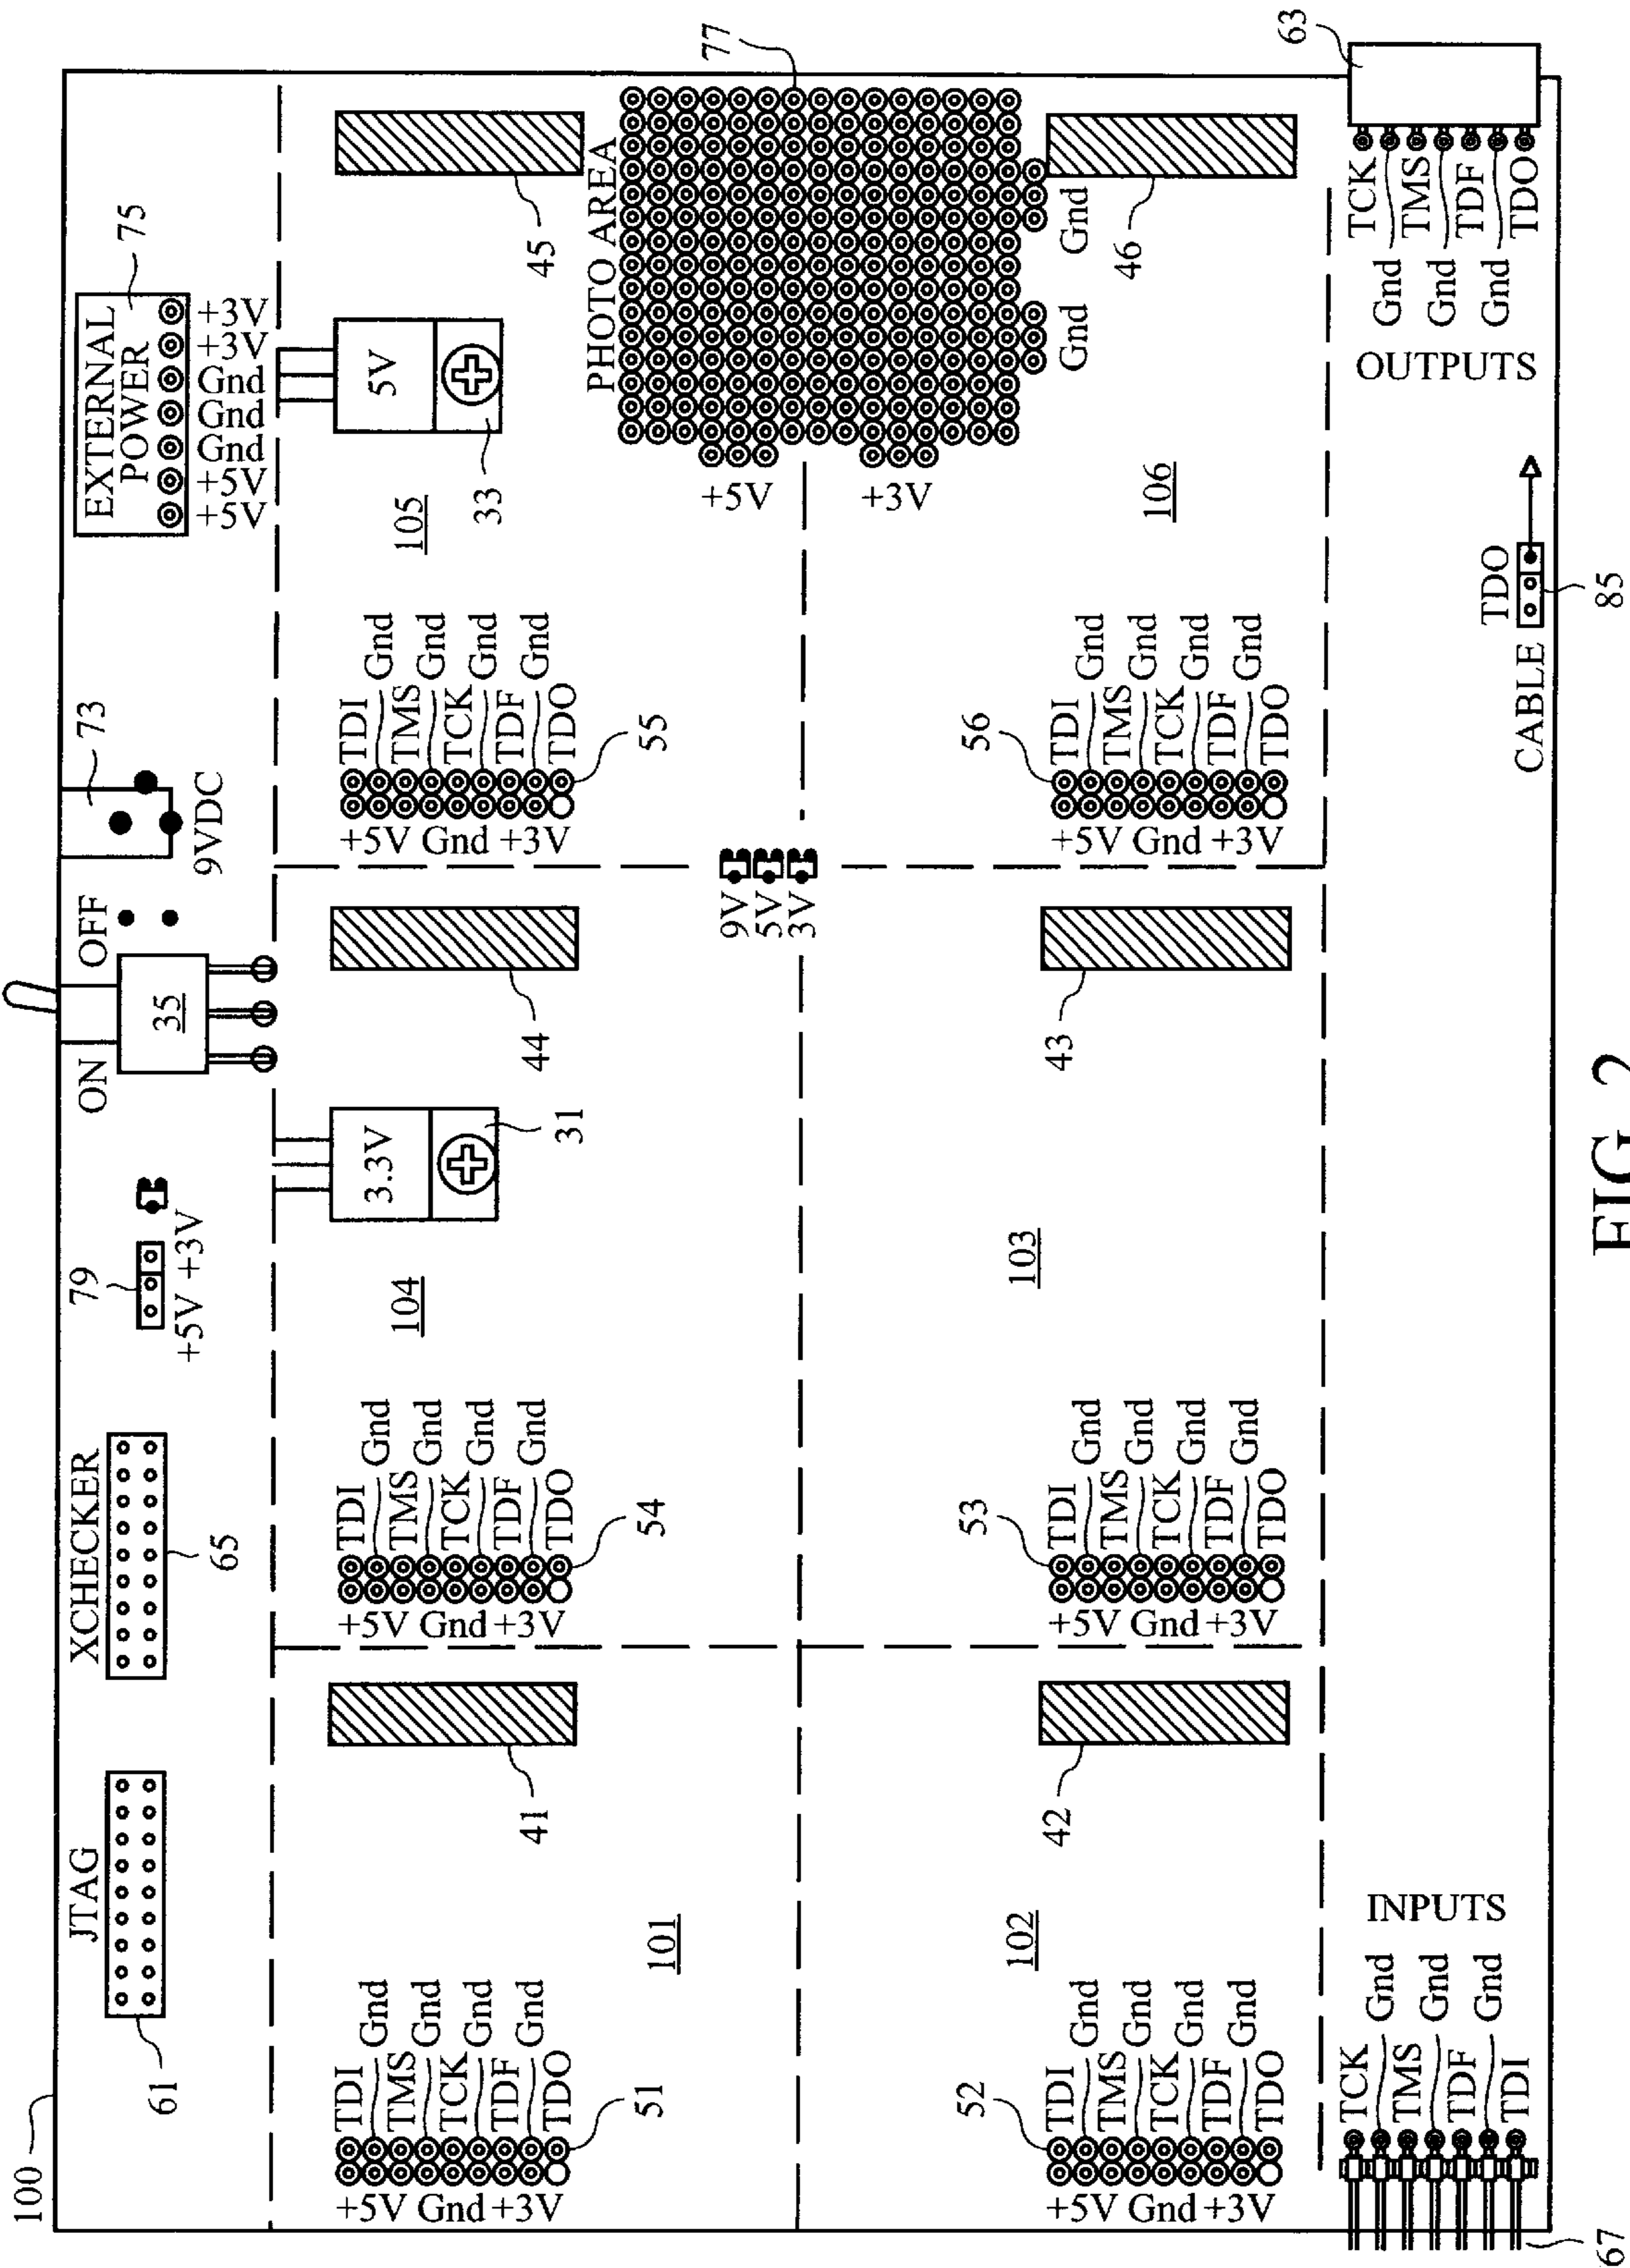 100
JTAG
61
XCHECKER
65
79
+5V +3V
ON
OFF
35
73
9VDC
EXTERNAL
POWER
75
+5V
+5V
Gnd
Gnd
Gnd
+3V
+3V
TDI
Gnd
TMS
Gnd
TCK
Gnd
TDF
Gnd
TDO
+5V Gnd +3V
51
41
101
TDI
Gnd
TMS
Gnd
TCK
Gnd
TDF
Gnd
TDO
+5V Gnd +3V
54
104
3.3V
31
44
TDI
Gnd
TMS
Gnd
TCK
Gnd
TDF
Gnd
TDO
+5V Gnd +3V
55
105
5V
33
45
PHOTO AREA
77
+5V
+3V
Gnd
Gnd
9V
5V
3V
52
TDI
Gnd
TMS
Gnd
TCK
Gnd
TDF
Gnd
TDO
+5V Gnd +3V
102
42
53
TDI
Gnd
TMS
Gnd
TCK
Gnd
TDF
Gnd
TDO
+5V Gnd +3V
103
43
56
TDI
Gnd
TMS
Gnd
TCK
Gnd
TDF
Gnd
TDO
+5V Gnd +3V
106
46
TCK
Gnd
TMS
Gnd
TDF
Gnd
TDI
INPUTS
67
CABLE
TDO
85
OUTPUTS
TCK
Gnd
TMS
Gnd
TDF
Gnd
TDO
63
FIG. 2